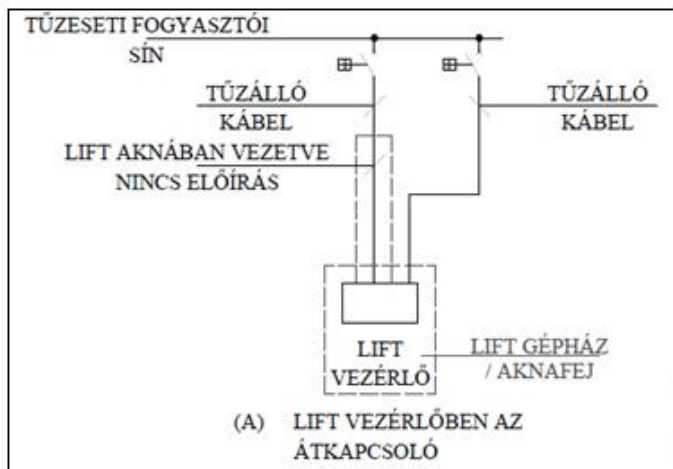 TŰZESETI FOGYASZTÓI
SÍN
TŰZÁLLÓ
KÁBEL
TŰZÁLLÓ
KÁBEL
LIFT AKNÁBAN VEZETVE
NINCS ELŐÍRÁS
LIFT
VEZÉRLŐ
LIFT GÉPHÁZ
/ AKNAFEJ
(A) LIFT VEZÉRLŐBEN AZ
ÁTKAPCSOLÓ